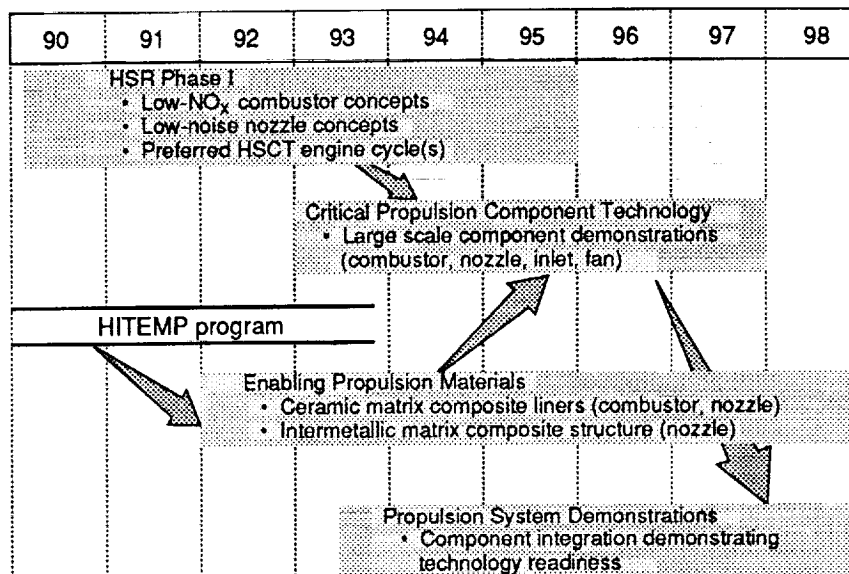 90 91 92 93 94 95 96 97 98
HSR Phase I
• Low-NOx combustor concepts
• Low-noise nozzle concepts
• Preferred HSCT engine cycle(s)
Critical Propulsion Component Technology
• Large scale component demonstrations
(combustor, nozzle, inlet, fan)
HITEMP program
Enabling Propulsion Materials
• Ceramic matrix composite liners (combustor, nozzle)
• Intermetallic matrix composite structure (nozzle)
Propulsion System Demonstrations
• Component integration demonstrating
technology readiness